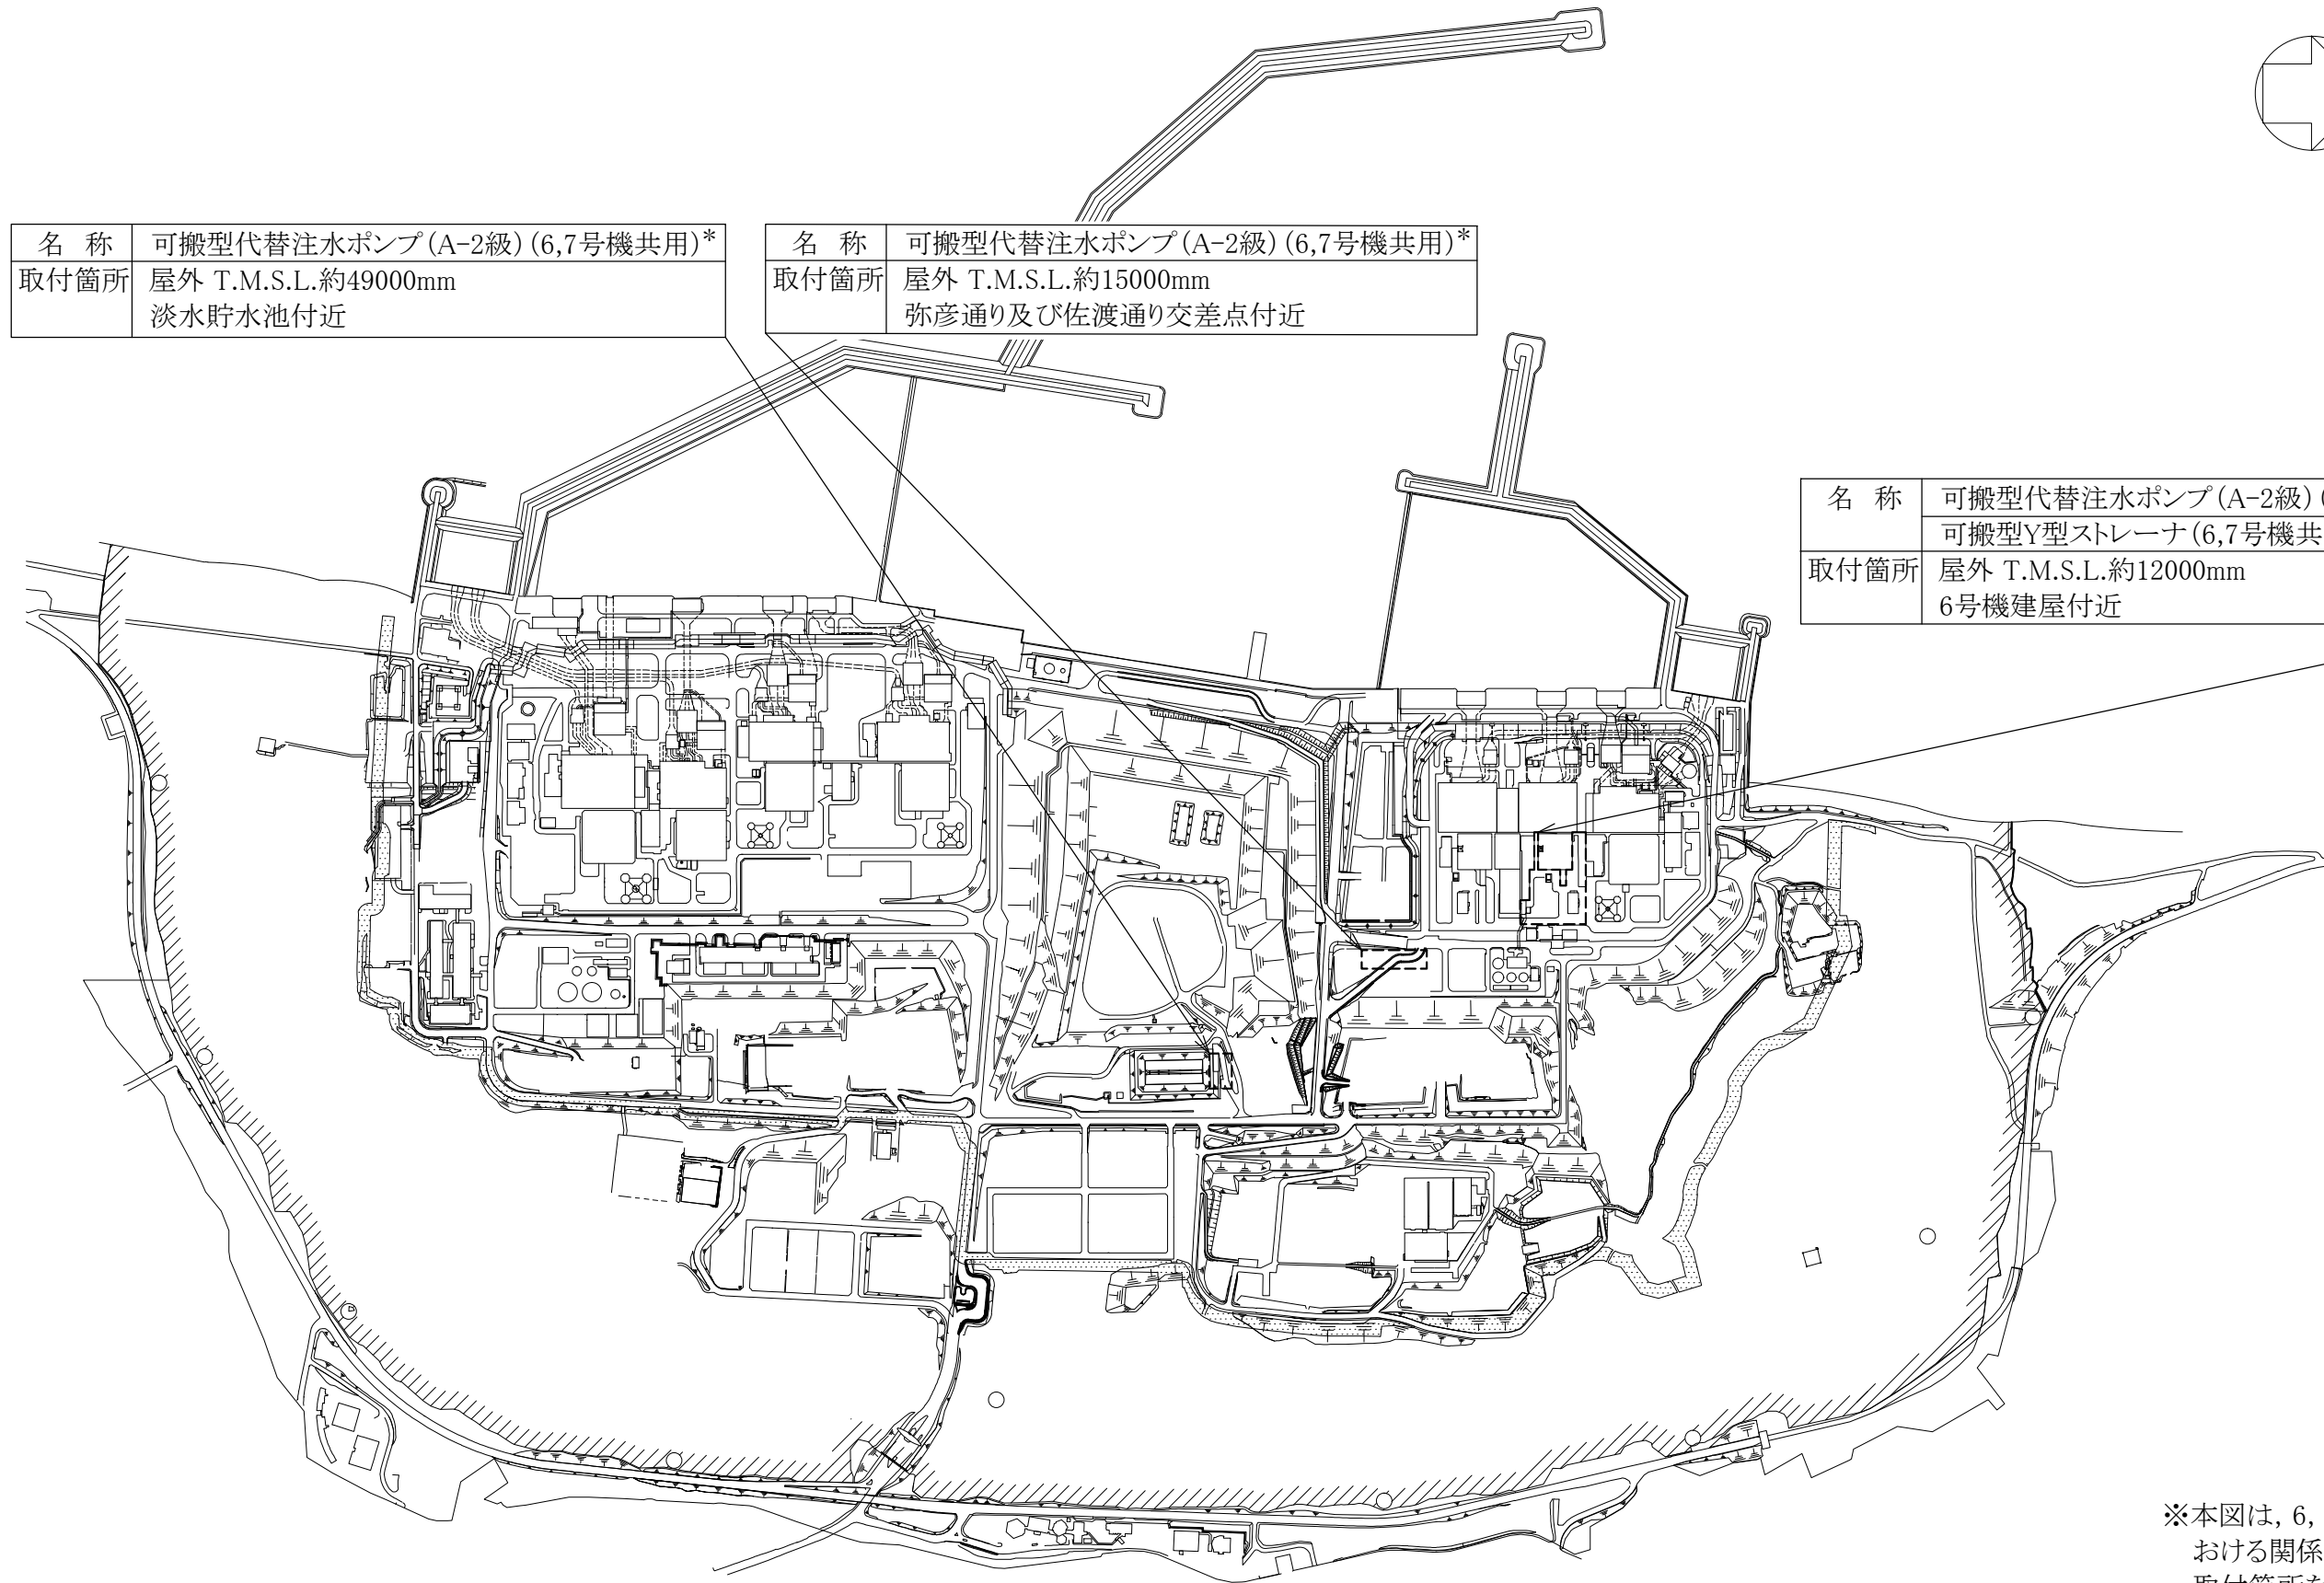 名 称 可搬型代替注水ポンプ(A-2級)(6,7号機共用)*
取付箇所 屋外 T.M.S.L.約49000mm
淡水貯水池付近
名 称 可搬型代替注水ポンプ(A-2級)(6,7号機共用)*
取付箇所 屋外 T.M.S.L.約15000mm
弥彦通り及び佐渡通り交差点付近
名 称 可搬型代替注水ポンプ(A-2級)(
可搬型Y型ストレーナ(6,7号機共
取付箇所 屋外 T.M.S.L.約12000mm
6号機建屋付近
※本図は, 6,
おける関係
取付箇所を